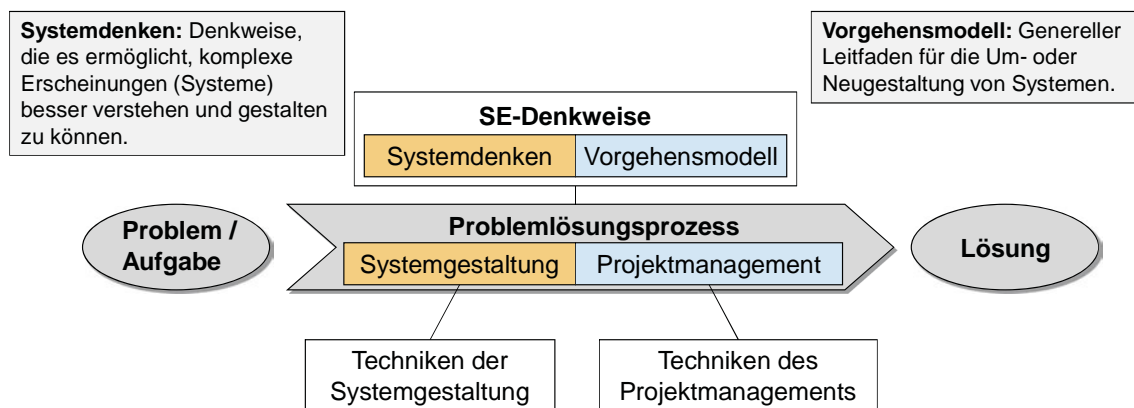 Systemdenken: Denkweise,
die es ermöglicht, komplexe
Erscheinungen (Systeme)
besser verstehen und gestalten
zu können.
Vorgehensmodell: Genereller
Leitfaden für die Um- oder
Neugestaltung von Systemen.
SE-Denkweise
Systemdenken
Vorgehensmodell
Problem /
Aufgabe
Problemlösungsprozess
Systemgestaltung
Projektmanagement
Lösung
Techniken der
Systemgestaltung
Techniken des
Projektmanagements